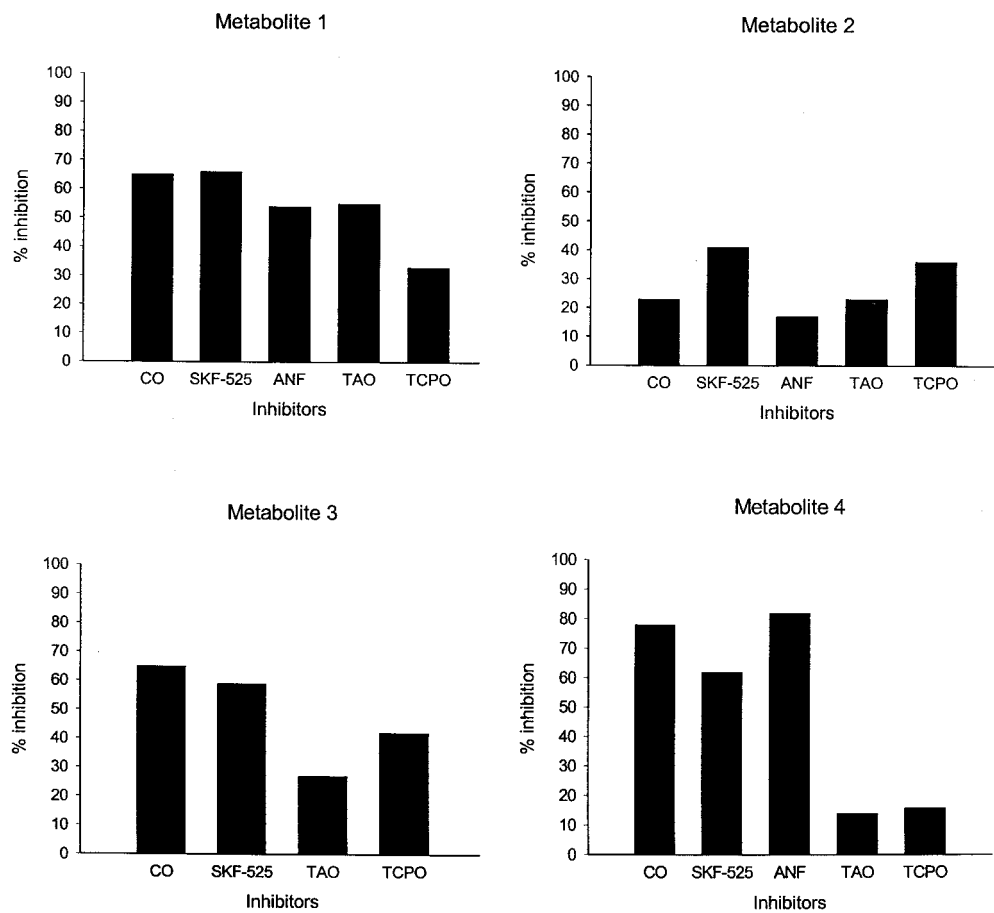 Metabolite 1
% inhibition
100
90
80
70
60
50
40
30
20
10
0
CO SKF-525 ANF TAO TCPO
Inhibitors
Metabolite 2
% inhibition
100
90
80
70
60
50
40
30
20
10
0
CO SKF-525 ANF TAO TCPO
Inhibitors
Metabolite 3
% inhibition
100
90
80
70
60
50
40
30
20
10
0
CO SKF-525 TAO TCPO
Inhibitors
Metabolite 4
% inhibition
100
90
80
70
60
50
40
30
20
10
0
CO SKF-525 ANF TAO TCPO
Inhibitors